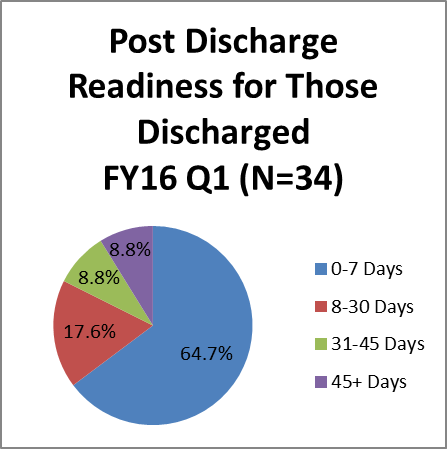 Post Discharge
Readiness for Those
Discharged
FY16 Q1 (N=34)
8.8%
8.8%
17.6%
64.7%
0-7 Days
8-30 Days
31-45 Days
45+ Days